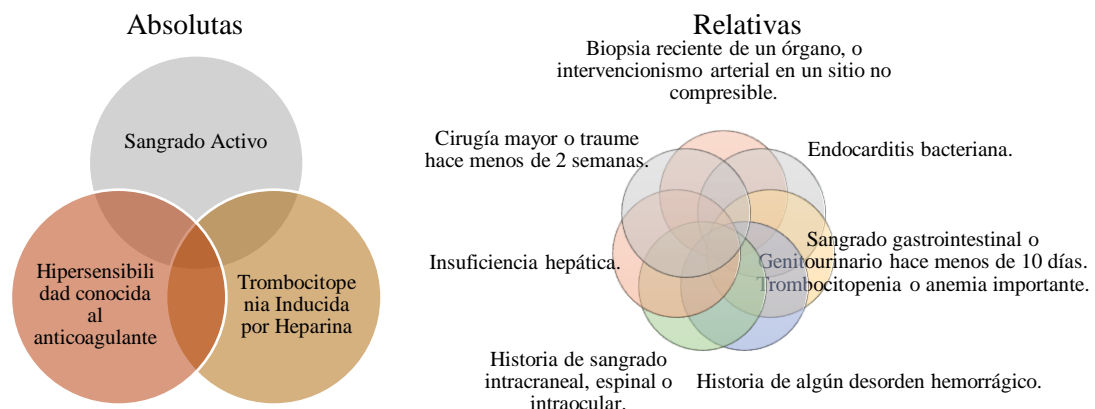 Absolutas
Sangrado Activo
Hipersensibili
dad conocida
al
anticoagulante
Trombocitope
nia Inducida
por Heparina
Relativas
Biopsia reciente de un órgano, o
intervencionismo arterial en un sitio no
compresible.
Cirugía mayor o traume
hace menos de 2 semanas.
Endocarditis bacteriana.
Insuficiencia hepática.
Sangrado gastrointestinal o
Genitourinario hace menos de 10 días.
Trombocitopenia o anemia importante.
Historia de sangrado
intracraneal, espinal o
intraocular.
Historia de algún desorden hemorrágico.